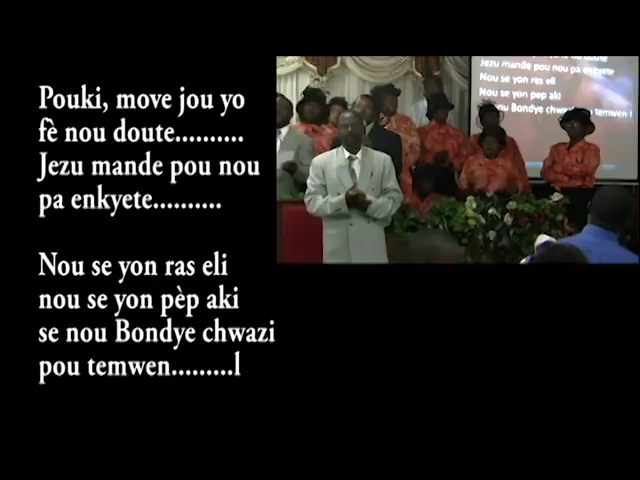 Pouki, move jou yo
fè nou doute..........
Jezu mande pou nou
pa enkyete..........
Nou se yon ras eli
nou se yon pèp aki
se nou Bondye chwazi
pou temwen.........l
Jezu mande pou nou pa enkyete
Nou se yon ras eli
Nou se yon pèp aki
nou Bondye chwazi pou temwen l